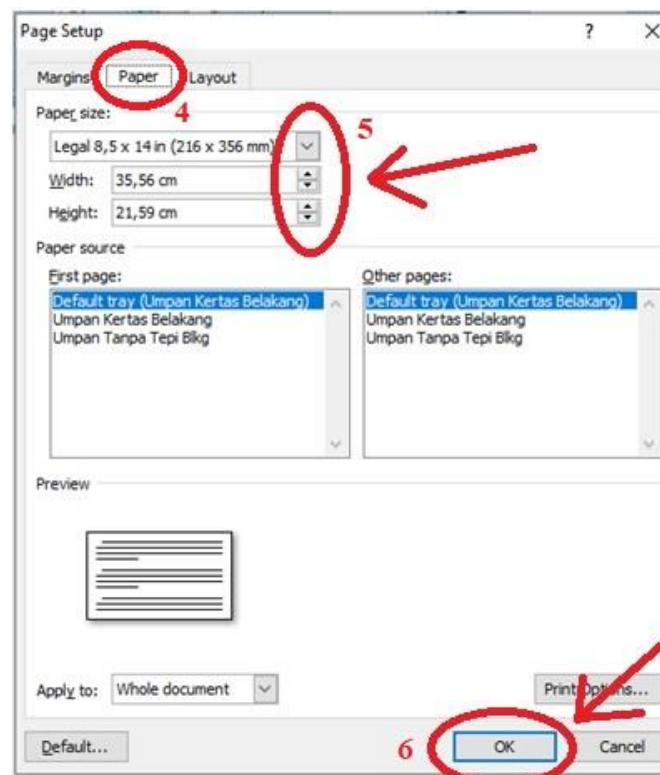 Page Setup ? ×
Margins Paper Layout
4
Paper size:
5
Legal 8,5 x 14 in (216 x 356 mm)
Width: 35,56 cm
Height: 21,59 cm
Paper source
First page: Other pages:
Default tray (Umpan Kertas Belakang) Default tray (Umpan Kertas Belakang)
Umpan Kertas Belakang Umpan Kertas Belakang
Umpan Tanpa Tepi Blkg Umpan Tanpa Tepi Blkg
Preview
Apply to: Whole document Print Options...
Default... 6 OK Cancel